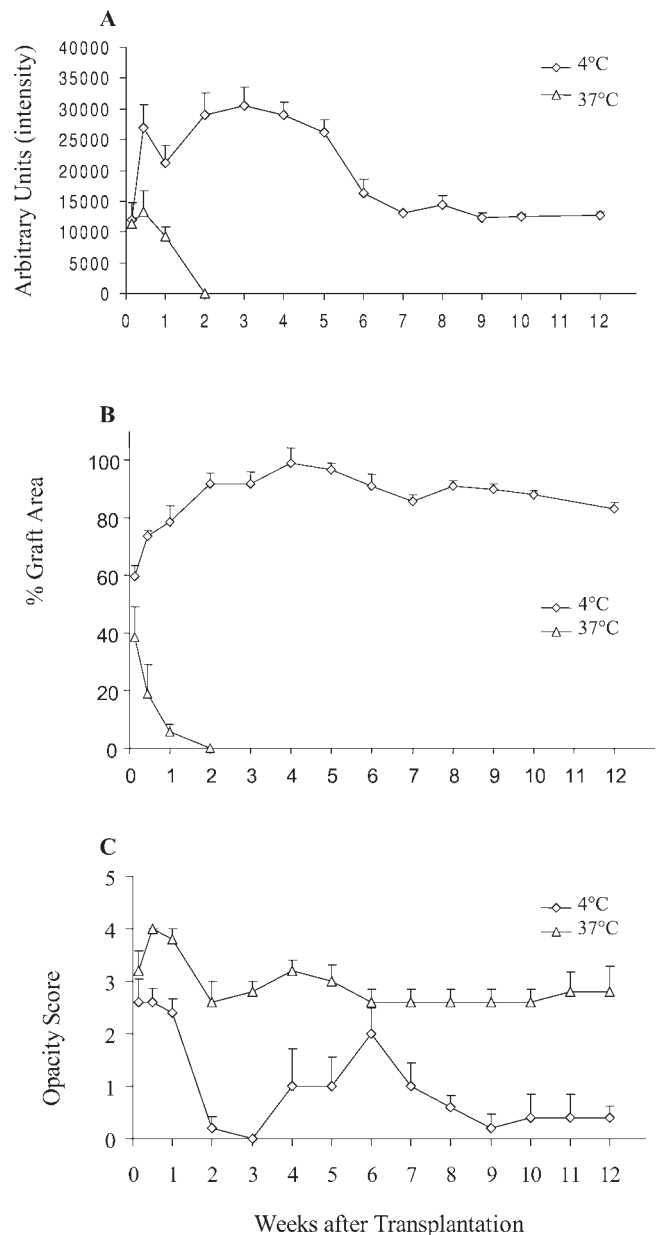 A
Arbitrary Units (intensity)
40000
35000
30000
25000
20000
15000
10000
5000
0
4°C
37°C
0 1 2 3 4 5 6 7 8 9 10 11 12
B
% Graft Area
100
80
60
40
20
0
4°C
37°C
0 1 2 3 4 5 6 7 8 9 10 11 12
C
Opacity Score
5
4
3
2
1
0
4°C
37°C
0 1 2 3 4 5 6 7 8 9 10 11 12
Weeks after Transplantation